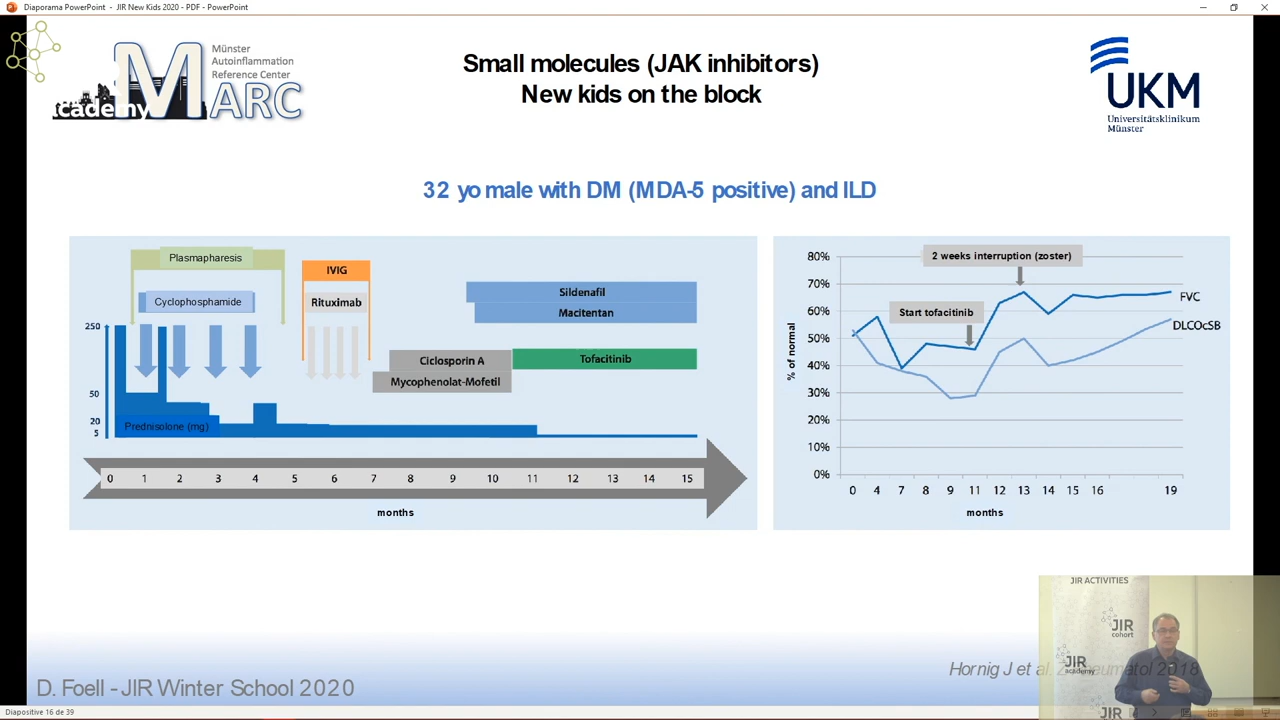 Diaporama PowerPoint - JIR New Kids 2020 - PDF - PowerPoint
Münster
Autoinflammation
Reference Center
MARC
academy
Small molecules (JAK inhibitors)
New kids on the block
UKM
Universitätsklinikum
Münster
32 yo male with DM (MDA-5 positive) and ILD
Plasmapharesis
Cyclophosphamide
IVIG
Rituximab
Sildenafil
Macitentan
Ciclosporin A
Tofacitinib
Mycophenolat-Mofetil
250
50
20
5
Prednisolone (mg)
0 1 2 3 4 5 6 7 8 9 10 11 12 13 14 15
months
80%
70%
60%
50%
40%
30%
20%
10%
0%
% of normal
2 weeks interruption (zoster)
Start tofacitinib
FVC
DLCOcSB
0 4 7 8 9 11 12 13 14 15 16 19
months
JIR ACTIVITIES
JIR
cohort
JIR
academy
JIR
Hornig J et al. Z Rheumatol 2018
D. Foell - JIR Winter School 2020
Diapositive 16 de 39